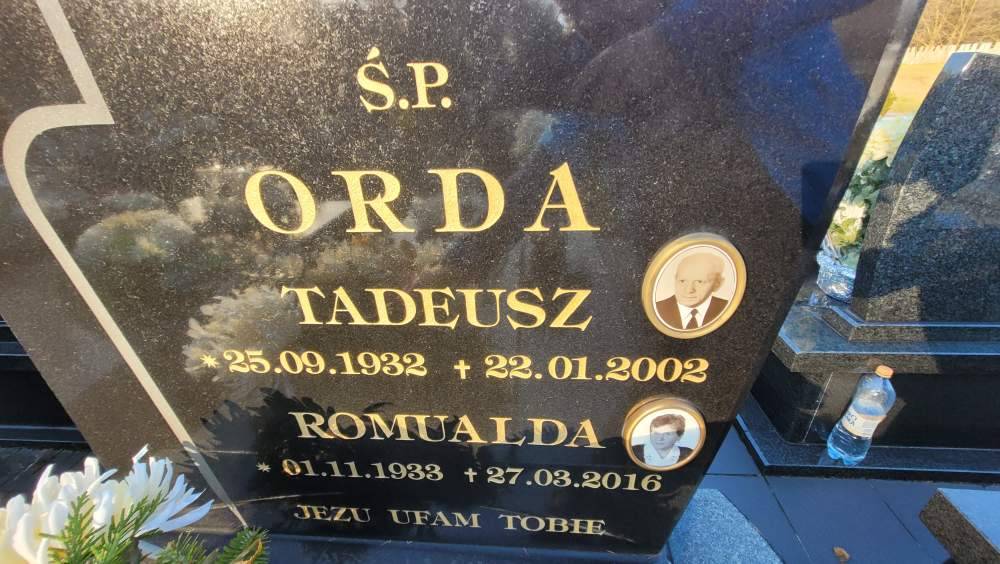 Ś.P.
ORDA
TADEUSZ
* 25.09.1932 ✝ 22.01.2002
ROMUALDA
* 01.11.1933 ✝ 27.03.2016
JEZU UFAM TOBIE